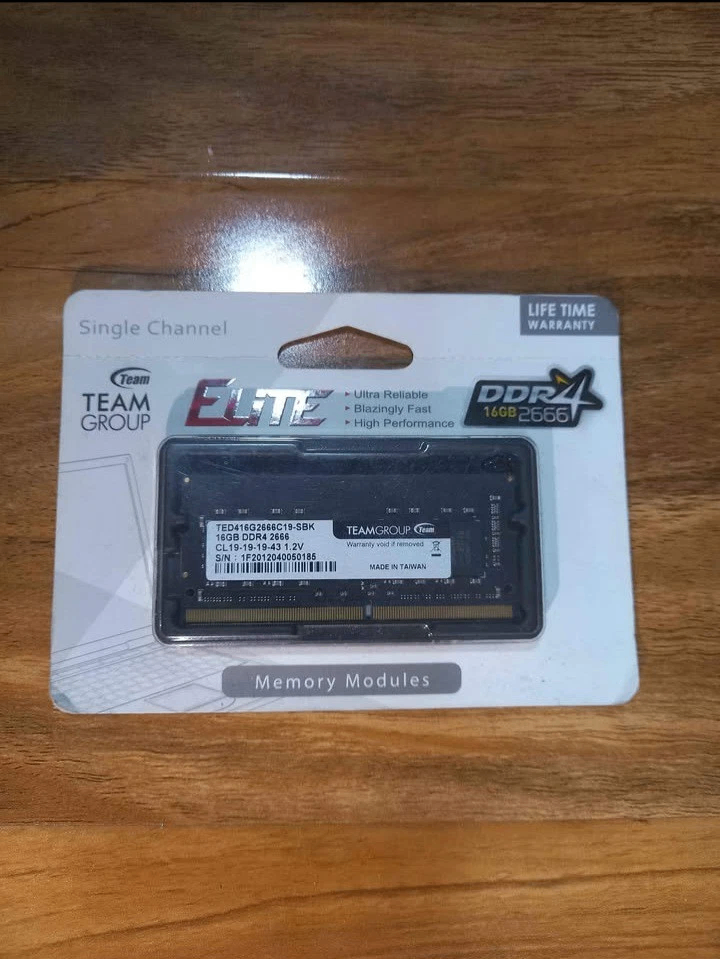 Single Channel
LIFE TIME
WARRANTY
Team
TEAM
GROUP
ELITE
Ultra Reliable
Blazingly Fast
High Performance
DDR4
16GB 2666
TED416G2666C19-SBK
16GB DDR4 2666
CL19-19-19-43 1.2V
S/N : 1F2012040050185
TEAMGROUP Team
Warranty void if removed
MADE IN TAIWAN
Memory Modules